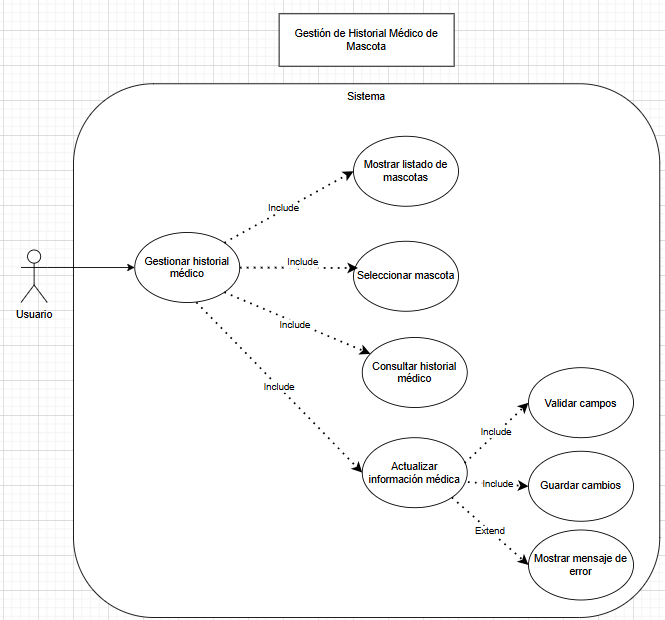 Gestión de Historial Médico de
Mascota
Sistema
Mostrar listado de
mascotas
Include
Gestionar historial
médico
Include
Seleccionar mascota
Usuario
Include
Consultar historial
médico
Include
Validar campos
Include
Actualizar
información médica
Include
Guardar cambios
Extend
Mostrar mensaje de
error